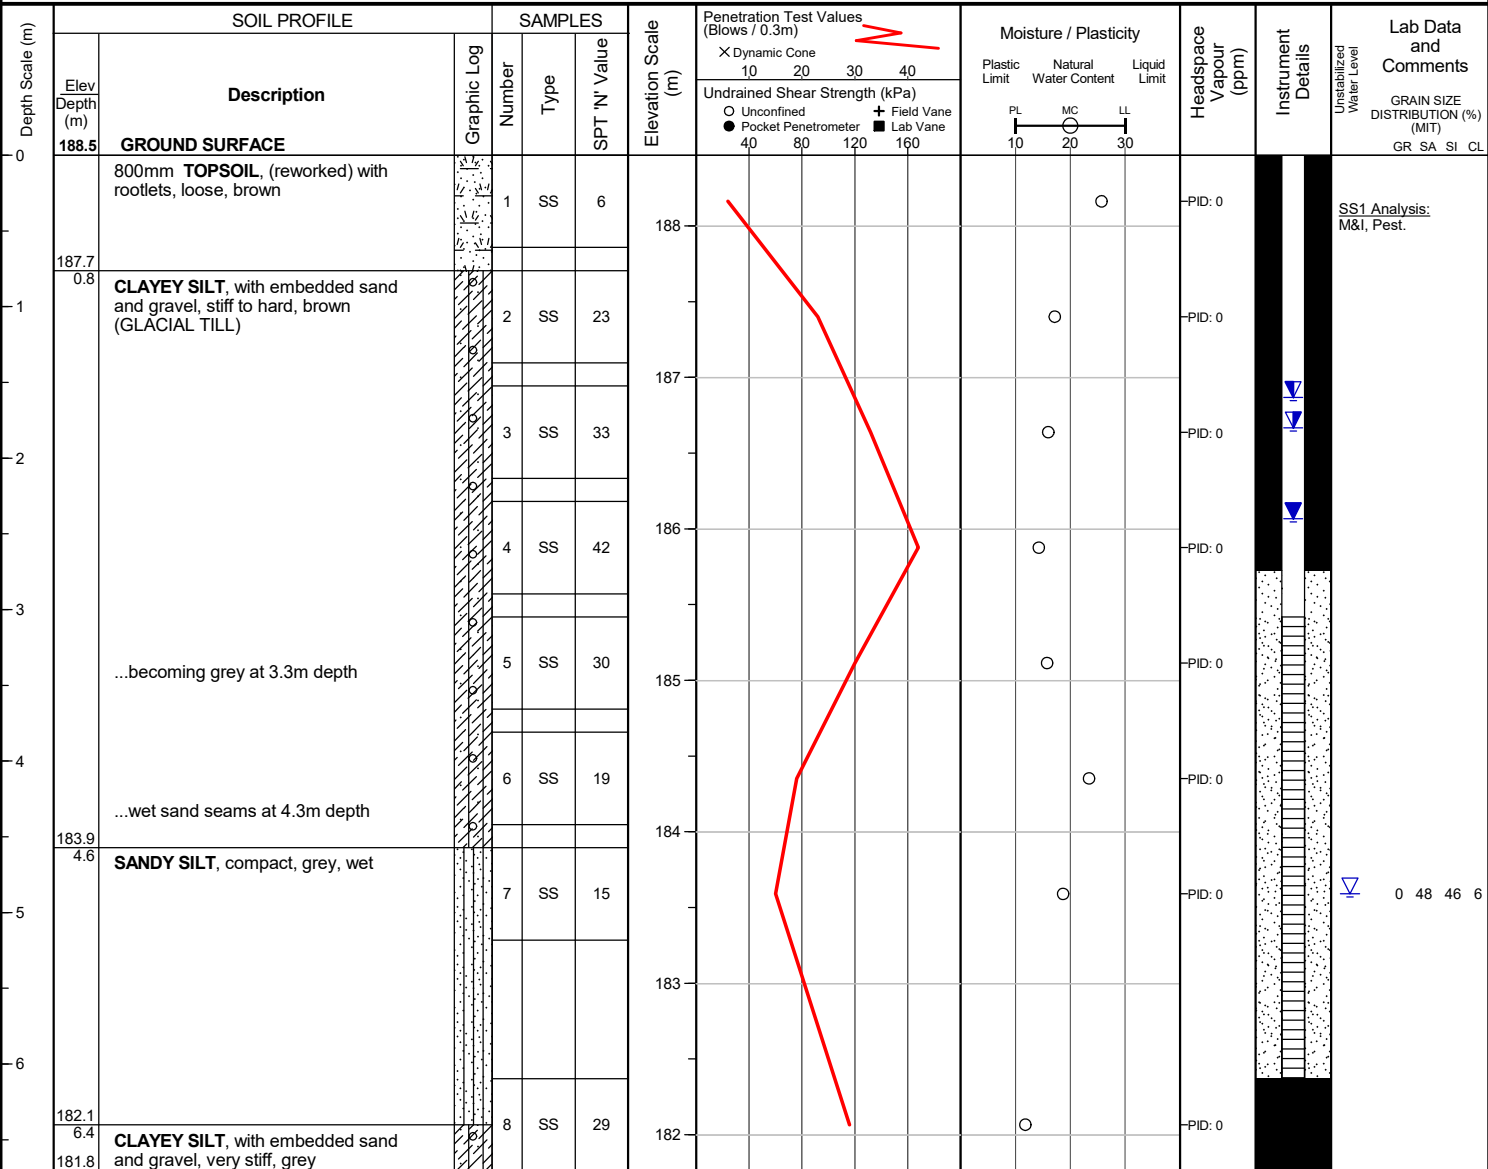 SOIL PROFILE
SAMPLES
Depth Scale (m)
Elev
Depth
(m)
Description
Graphic Log
Number
Type
SPT 'N' Value
Elevation Scale
(m)
Penetration Test Values
(Blows / 0.3m)
× Dynamic Cone
10 20 30 40
Undrained Shear Strength (kPa)
Unconfined + Field Vane
Pocket Penetrometer Lab Vane
40 80 120 160
Moisture / Plasticity
Plastic
Limit
Natural
Water Content
Liquid
Limit
PL MC LL
10 20 30
Headspace
Vapour
(ppm)
Instrument
Details
Unstabilized
Water Level
Lab Data
and
Comments
GRAIN SIZE
DISTRIBUTION (%)
(MIT)
GR SA SI CL
188.5 GROUND SURFACE
0
800mm TOPSOIL, (reworked) with
rootlets, loose, brown
1 SS 6
PID: 0
SS1 Analysis:
M&I, Pest.
188
187.7
0.8
CLAYEY SILT, with embedded sand
and gravel, stiff to hard, brown
(GLACIAL TILL)
1
2 SS 23
PID: 0
187
3 SS 33
PID: 0
2
186
4 SS 42
PID: 0
3
...becoming grey at 3.3m depth
5 SS 30
PID: 0
185
4
6 SS 19
PID: 0
...wet sand seams at 4.3m depth
184
183.9
4.6
SANDY SILT, compact, grey, wet
7 SS 15
PID: 0
0 48 46 6
5
183
6
182.1
6.4
8 SS 29
PID: 0
182
CLAYEY SILT, with embedded sand
and gravel, very stiff, grey
181.8